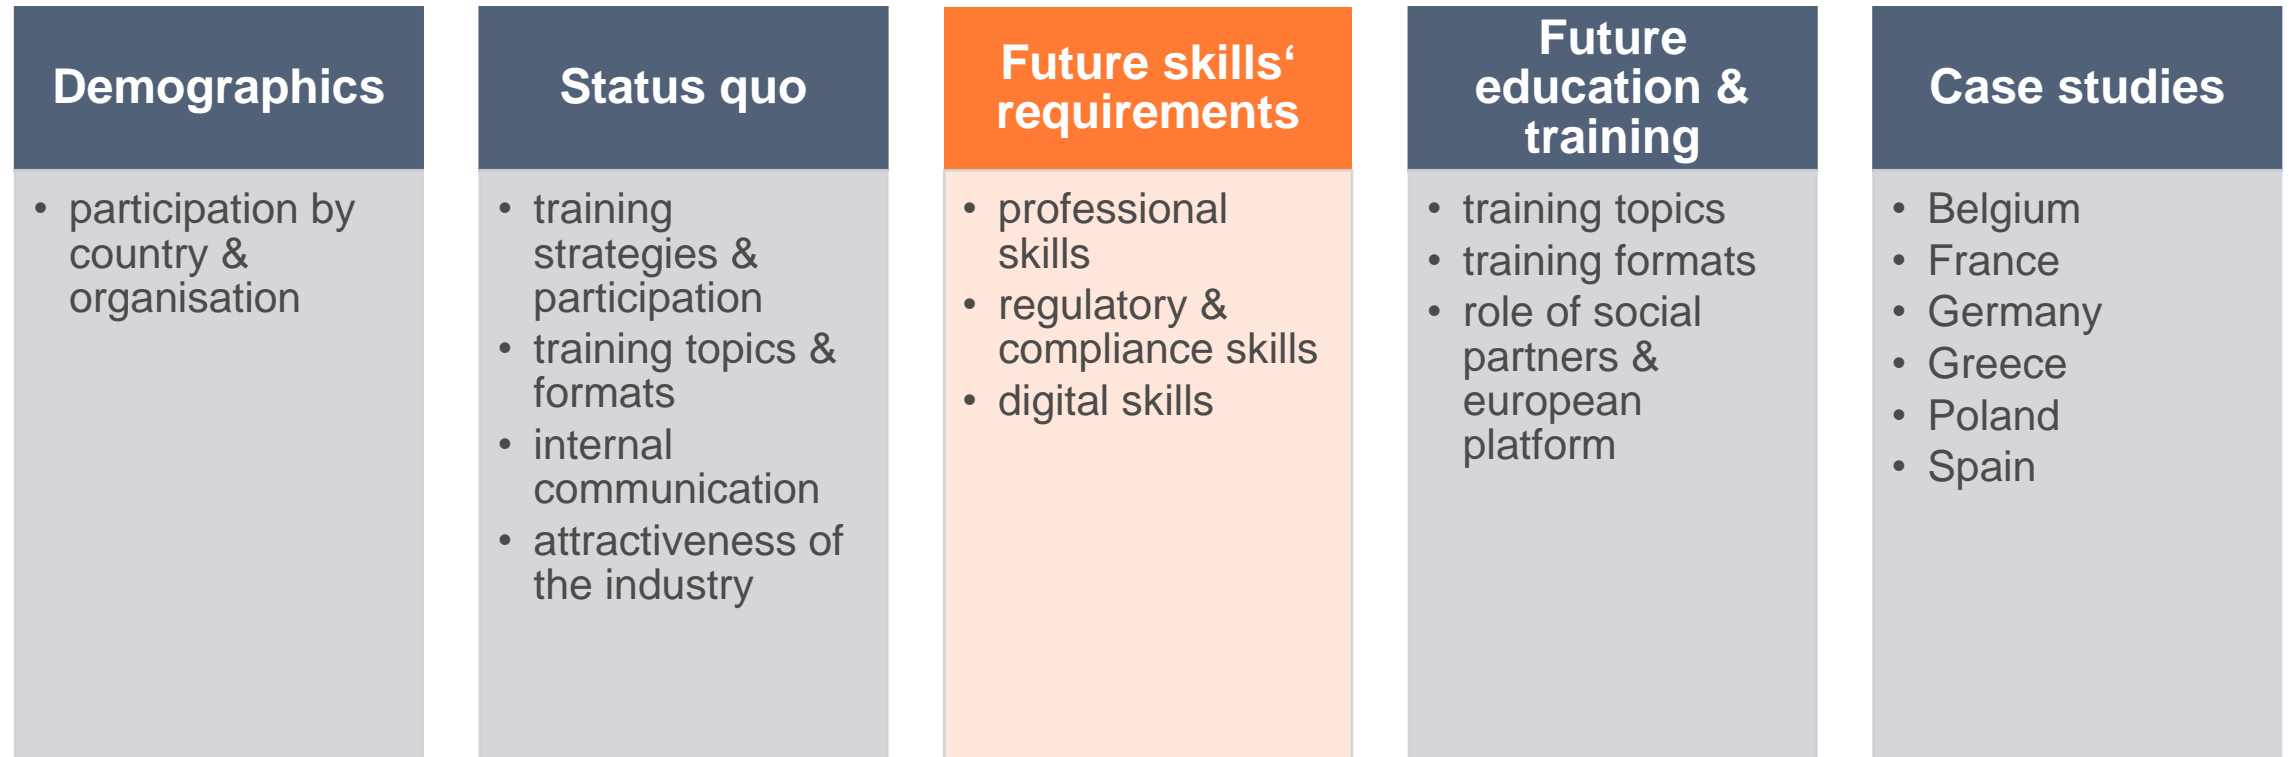 Demographics
• participation by
country &
organisation
Status quo
• training
strategies &
participation
• training topics &
formats
• internal
communication
• attractiveness of
the industry
Future skills‘
requirements
• professional
skills
• regulatory &
compliance skills
• digital skills
Future
education &
training
• training topics
• training formats
• role of social
partners &
european
platform
Case studies
• Belgium
• France
• Germany
• Greece
• Poland
• Spain